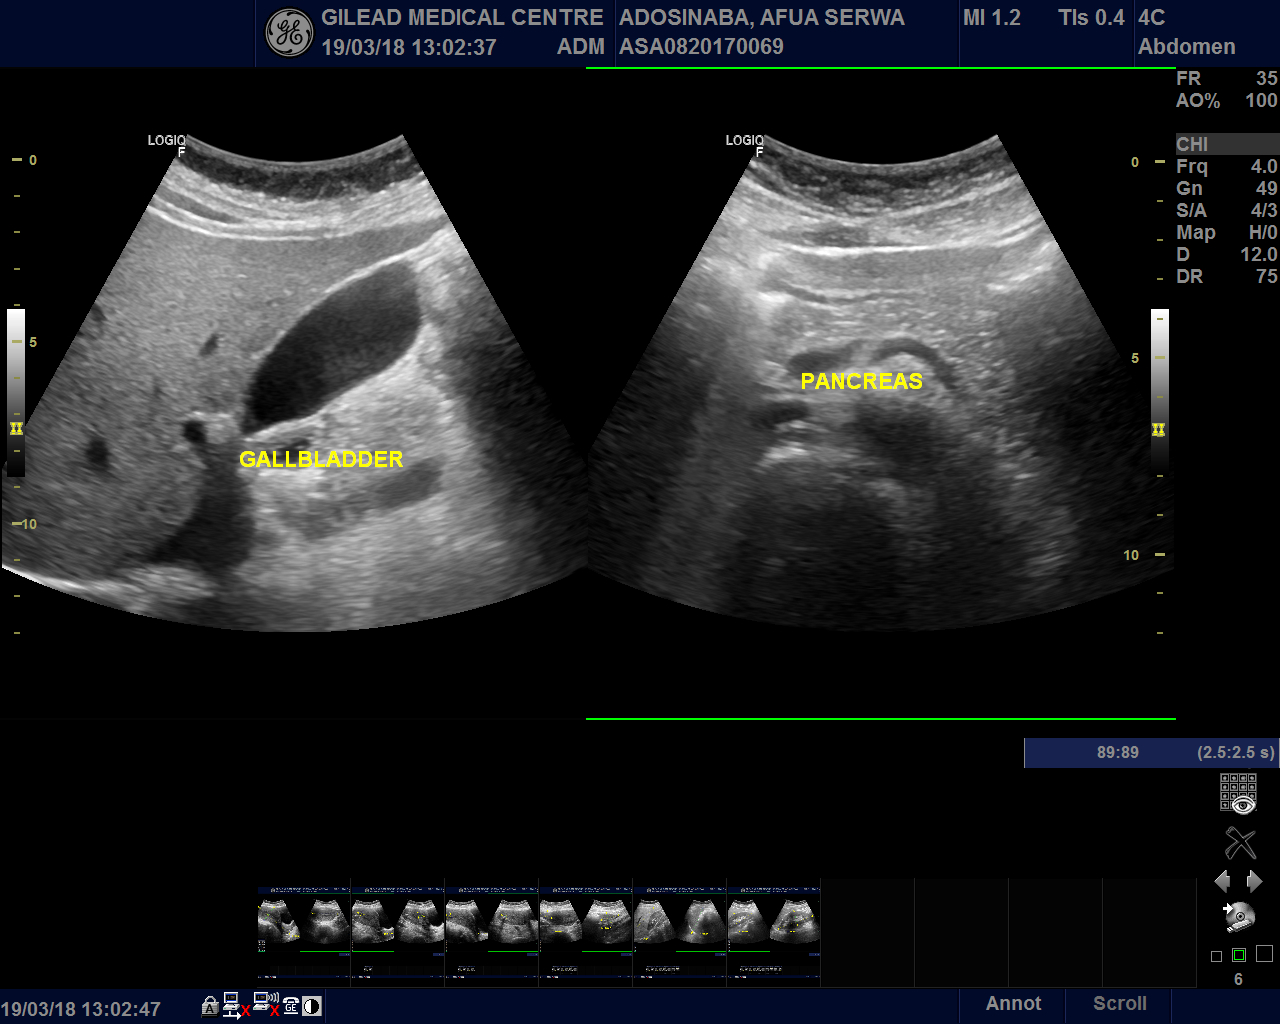 GILEAD MEDICAL CENTRE
19/03/18 13:02:37 ADM
ADOSINABA, AFUA SERWA
ASA0820170069
MI 1.2 TIs 0.4
4C
Abdomen
FR 35
AO% 100
CHI
Frq 4.0
Gn 49
S/A 4/3
Map H/0
D 12.0
DR 75
LOGIQ
F
0
5
10
GALLBLADDER
LOGIQ
F
0
5
10
PANCREAS
89:89 (2.5:2.5 s)
6
19/03/18 13:02:47
Annot
Scroll